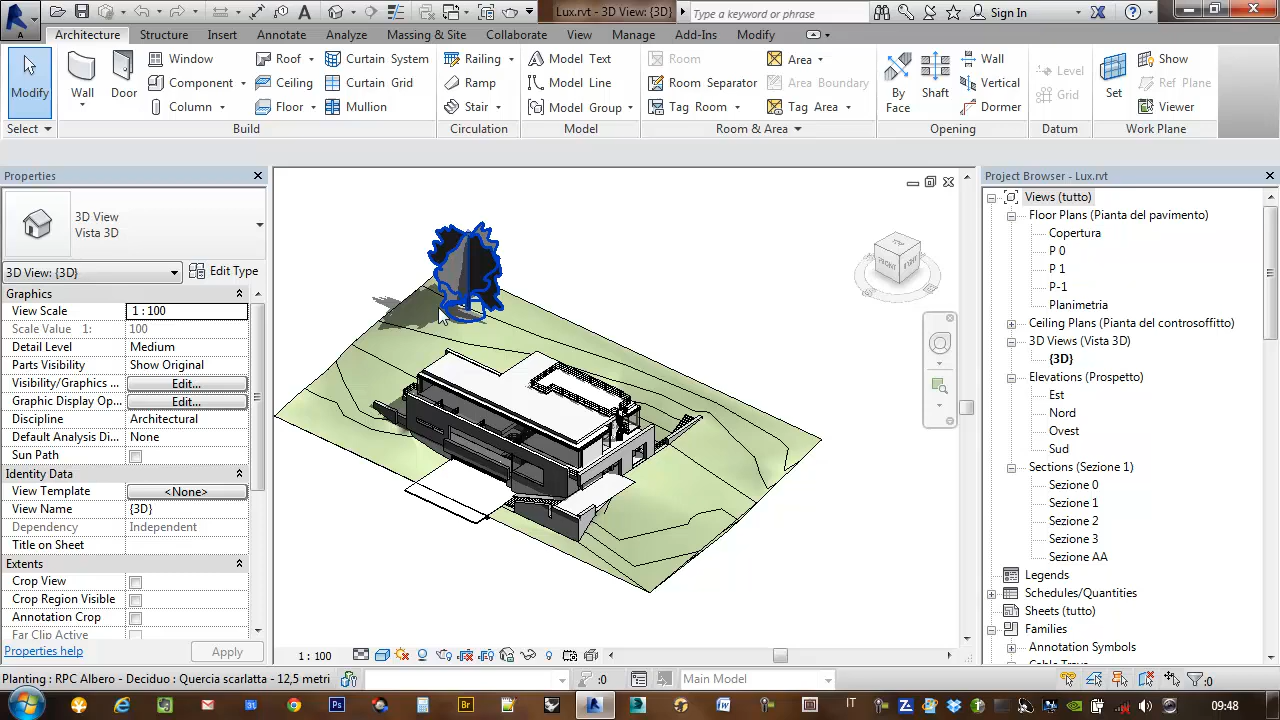 Lux.rvt - 3D View: {3D}
Type a keyword or phrase
Sign In
Architecture Structure Insert Annotate Analyze Massing & Site Collaborate View Manage Add-Ins Modify
Modify
Select
Wall
Door
Window
Component
Column
Roof
Ceiling
Floor
Curtain System
Curtain Grid
Mullion
Build
Railing
Ramp
Stair
Circulation
Model Text
Model Line
Model Group
Model
Room
Room Separator
Tag Room
Area
Area Boundary
Tag Area
Room & Area
By Face
Shaft
Wall
Vertical
Dormer
Opening
Level
Grid
Datum
Set
Show
Ref Plane
Viewer
Work Plane
Properties
3D View
Vista 3D
3D View: {3D}
Edit Type
Graphics
View Scale 1 : 100
Scale Value 1: 100
Detail Level Medium
Parts Visibility Show Original
Visibility/Graphics ... Edit...
Graphic Display Op... Edit...
Discipline Architectural
Default Analysis Di... None
Sun Path
Identity Data
View Template <None>
View Name {3D}
Dependency Independent
Title on Sheet
Extents
Crop View
Crop Region Visible
Annotation Crop
Far Clip Active
Properties help
Apply
TOP
FRONT
1 : 100
Project Browser - Lux.rvt
Views (tutto)
Floor Plans (Pianta del pavimento)
Copertura
P 0
P 1
P-1
Planimetria
Ceiling Plans (Pianta del controsoffitto)
3D Views (Vista 3D)
{3D}
Elevations (Prospetto)
Est
Nord
Ovest
Sud
Sections (Sezione 1)
Sezione 0
Sezione 1
Sezione 2
Sezione 3
Sezione AA
Legends
Schedules/Quantities
Sheets (tutto)
Families
Annotation Symbols
Cable Trays
Planting : RPC Albero - Deciduo : Quercia scarlatta - 12,5 metri
:0
Main Model
:0
Ps
Br
IT
09:48